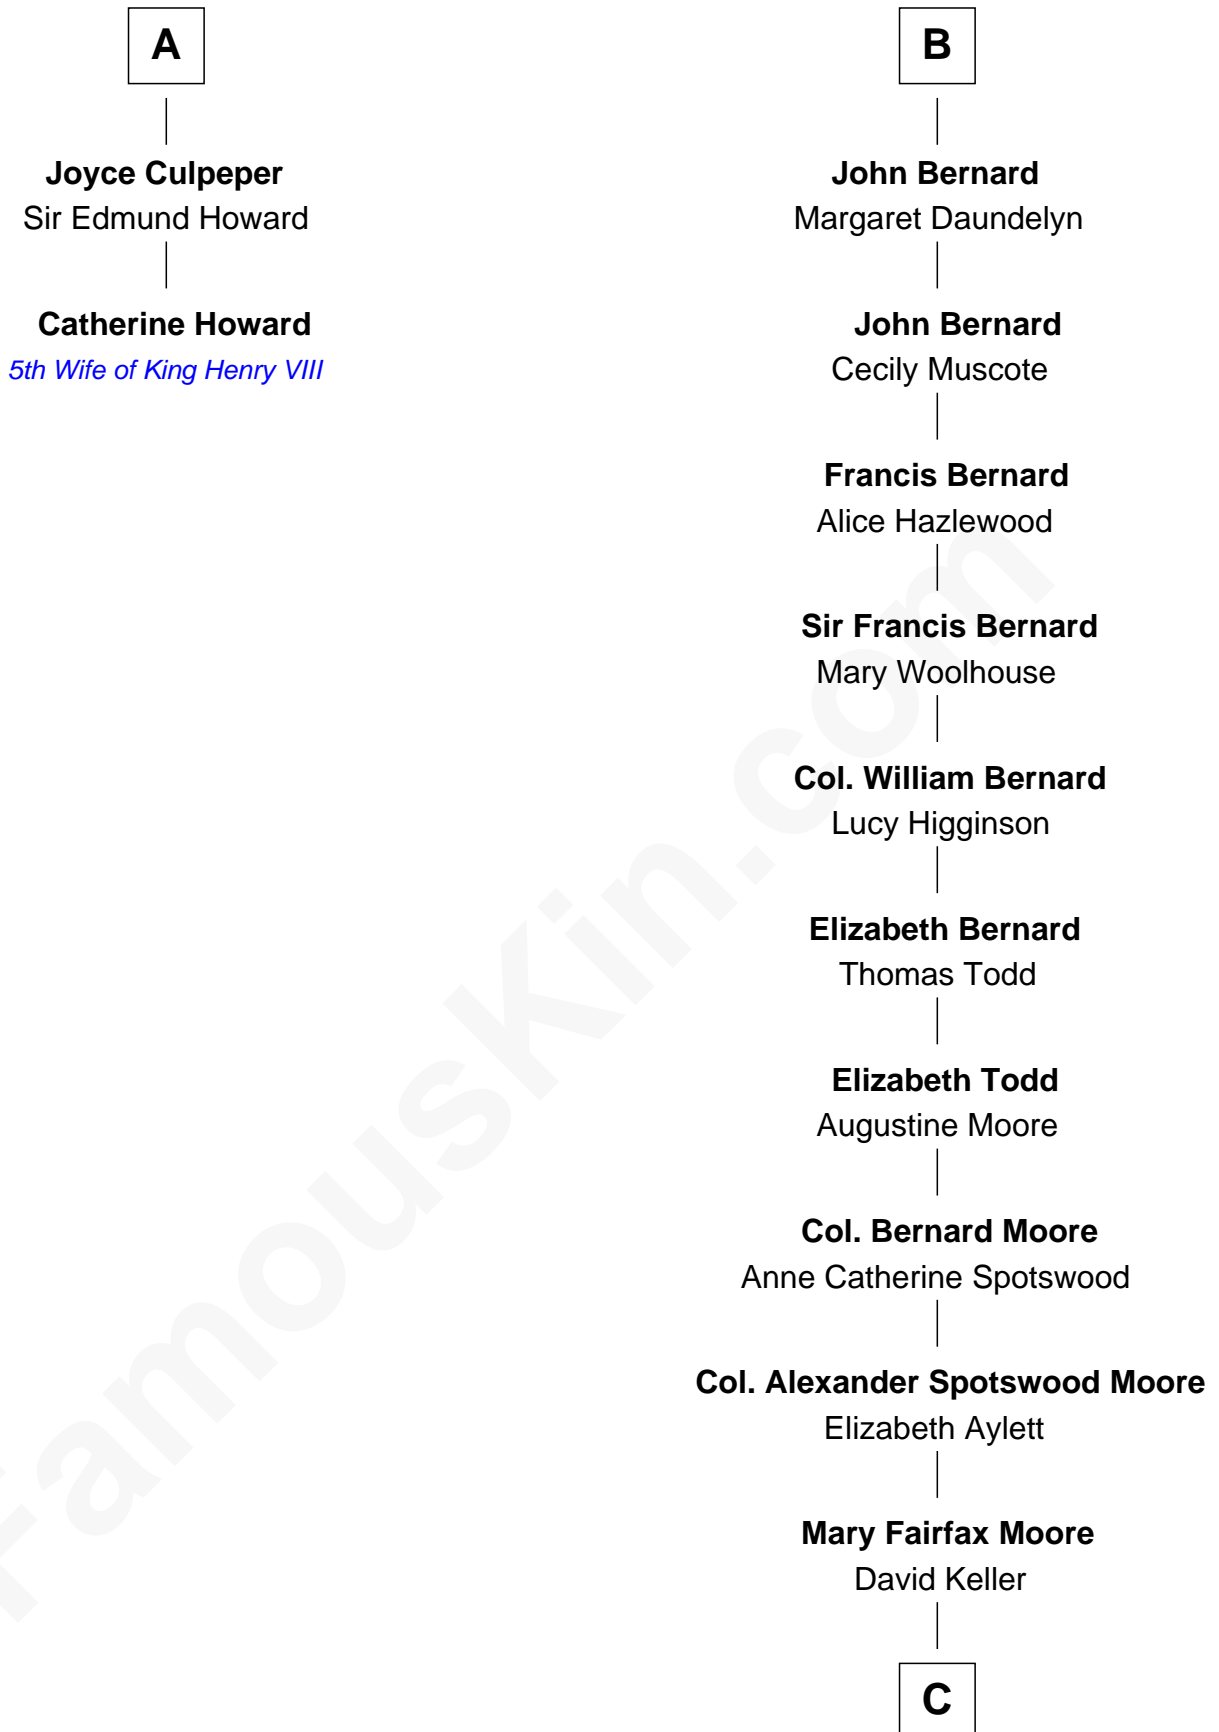 A
Joyce Culpeper
Sir Edmund Howard
Catherine Howard
5th Wife of King Henry VIII
B
John Bernard
Margaret Daundelyn
John Bernard
Cecily Muscote
Francis Bernard
Alice Hazlewood
Sir Francis Bernard
Mary Woolhouse
Col. William Bernard
Lucy Higginson
Elizabeth Bernard
Thomas Todd
Elizabeth Todd
Augustine Moore
Col. Bernard Moore
Anne Catherine Spotswood
Col. Alexander Spotswood Moore
Elizabeth Aylett
Mary Fairfax Moore
David Keller
C
FamousKin.com